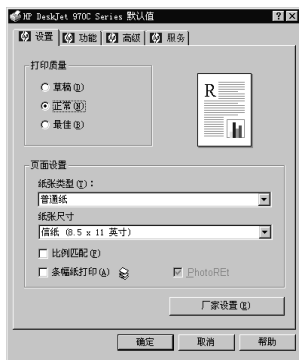 HP DeskJet 970C Series 默认值
设置 功能 高级 服务
打印质量
草稿(D)
正常(N)
最佳(B)
R
页面设置
纸张类型(T):
普通纸
纸张尺寸
信纸 (8.5 x 11 英寸)
比例匹配(P)
多幅纸打印(A) PhotoREt
厂家设置(E)
确定 取消 帮助